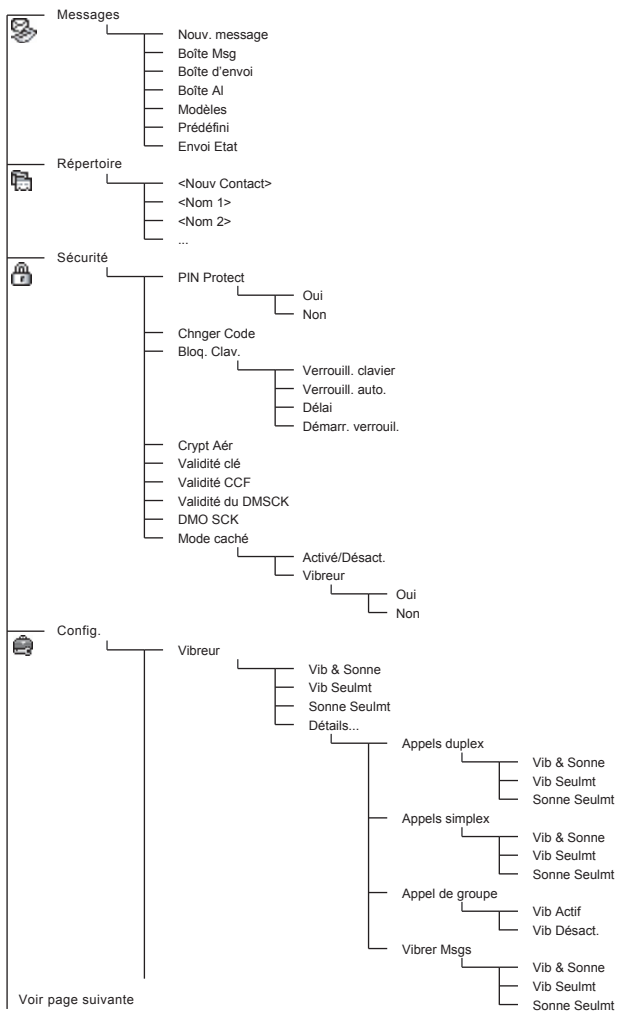 Messages
Nouv. message
Boîte Msg
Boîte d'envoi
Boîte Al
Modèles
Prédéfini
Envoi Etat
Répertoire
<Nouv Contact>
<Nom 1>
<Nom 2>
...
Sécurité
PIN Protect
Oui
Non
Chnger Code
Bloq. Clav.
Verrouill. clavier
Verrouill. auto.
Délai
Démarr. verrouil.
Crypt Aér
Validité clé
Validité CCF
Validité du DMSCK
DMO SCK
Mode caché
Activé/Désact.
Vibreur
Oui
Non
Config.
Vibreur
Vib & Sonne
Vib Seulmt
Sonne Seulmt
Détails...
Appels duplex
Vib & Sonne
Vib Seulmt
Sonne Seulmt
Appels simplex
Vib & Sonne
Vib Seulmt
Sonne Seulmt
Appel de groupe
Vib Actif
Vib Désact.
Vibrer Msgs
Vib & Sonne
Vib Seulmt
Sonne Seulmt
Voir page suivante